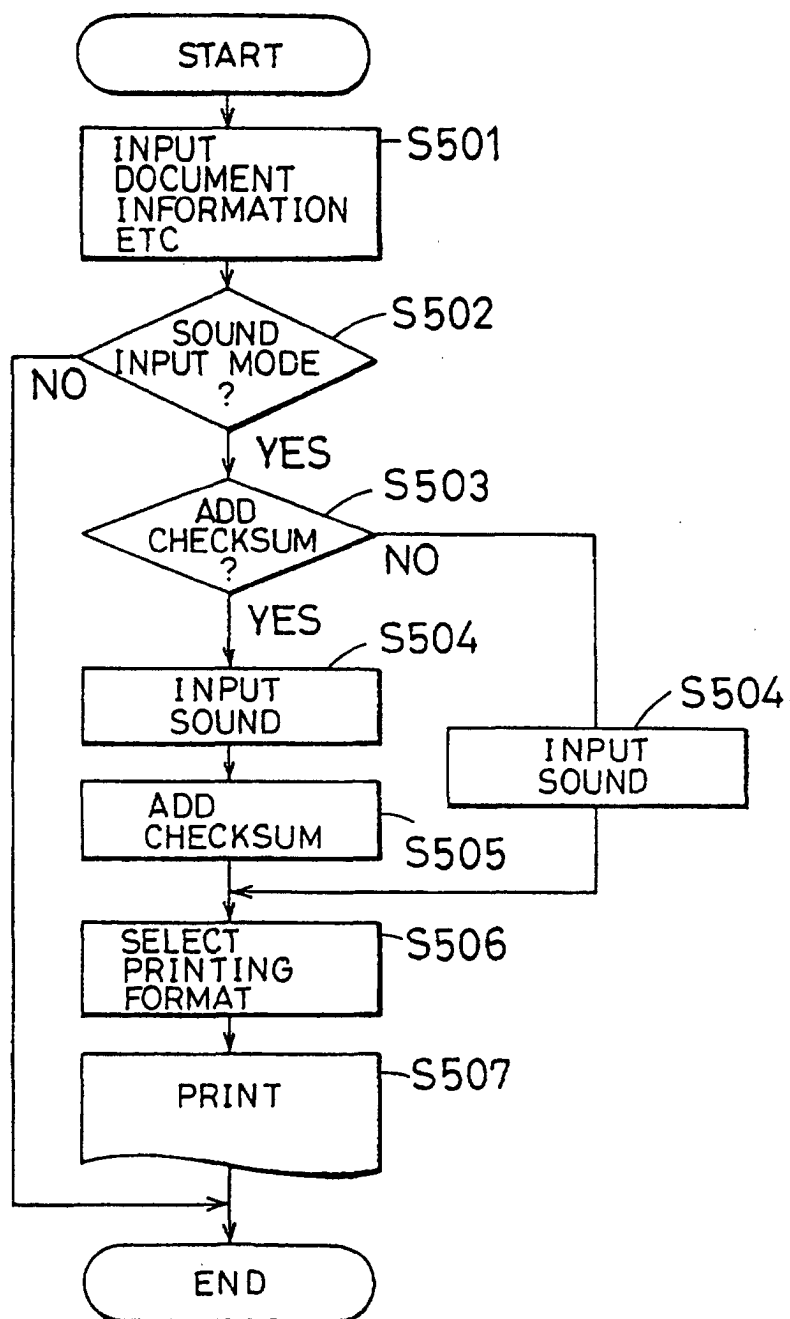 START
INPUT
DOCUMENT
INFORMATION
ETC
S501
SOUND
INPUT MODE
?
S502
NO
YES
ADD
CHECKSUM
?
S503
NO
YES
INPUT
SOUND
S504
INPUT
SOUND
S504
ADD
CHECKSUM
S505
SELECT
PRINTING
FORMAT
S506
PRINT
S507
END